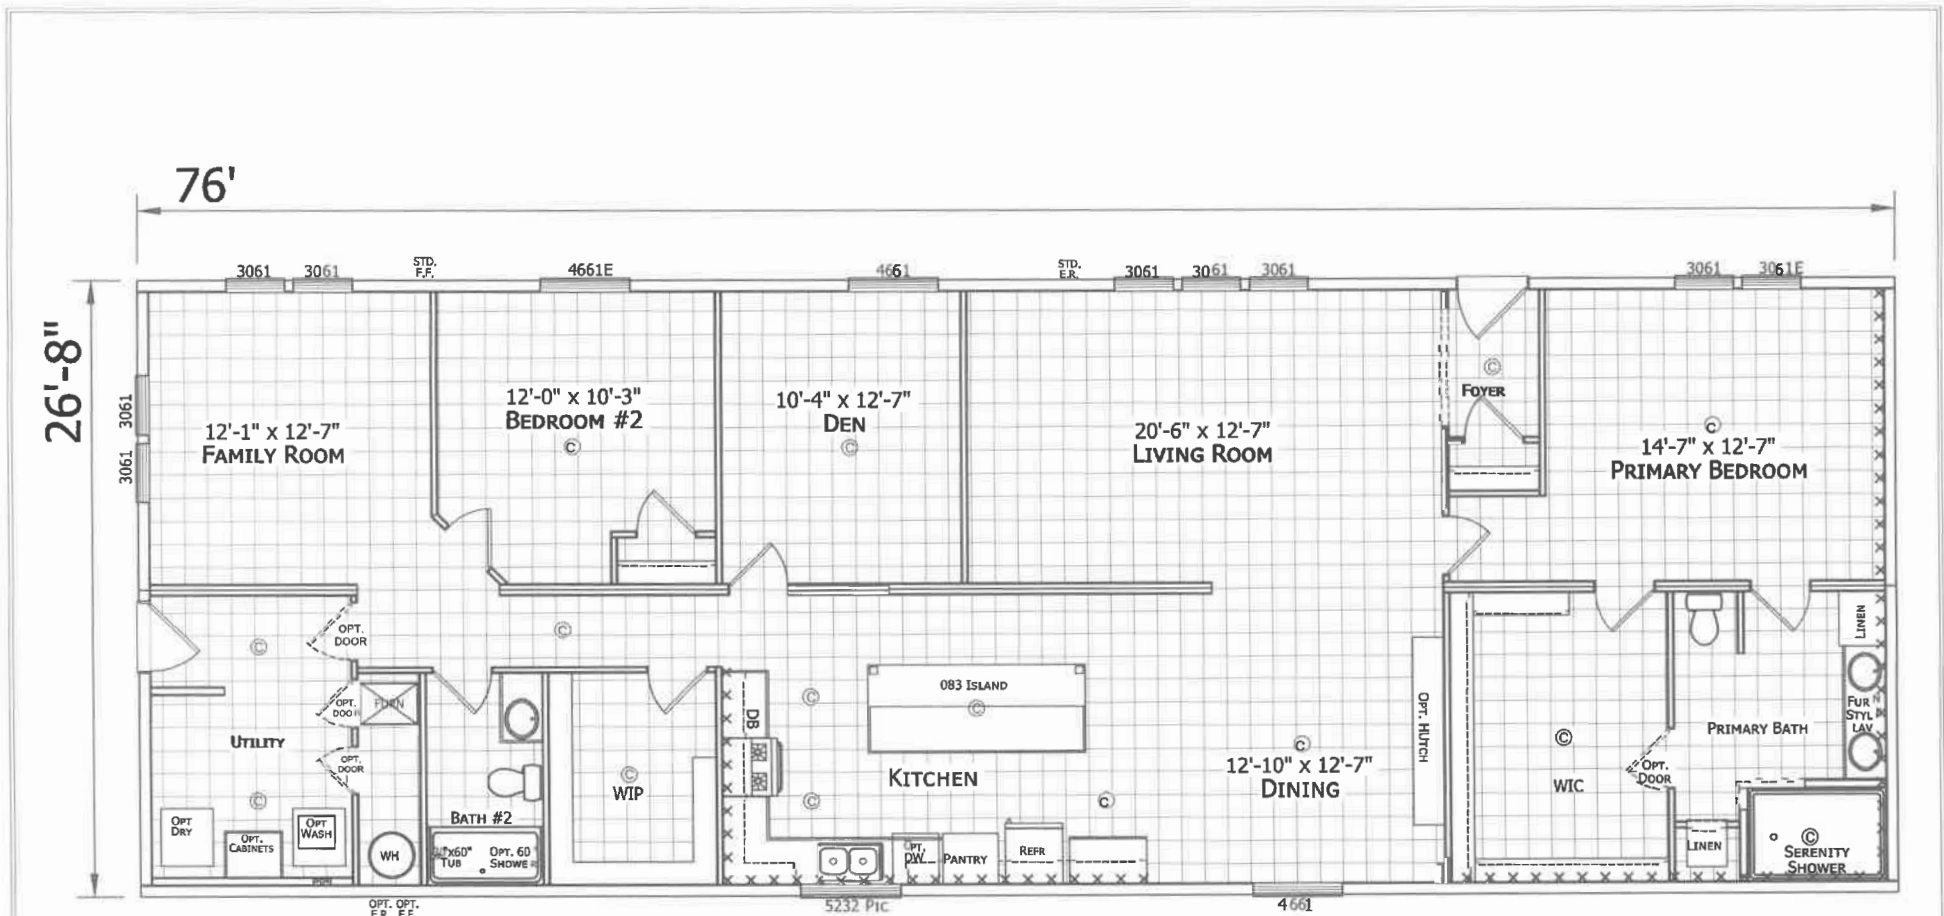 76'
26'-8"
3061
3061
STD.
F.F.
4661E
4661
STD.
E.R.
3061
3061
3061
3061
3061E
3061
3061
12'-1" x 12'-7"
FAMILY ROOM
12'-0" x 10'-3"
BEDROOM #2
C
10'-4" x 12'-7"
DEN
C
20'-6" x 12'-7"
LIVING ROOM
C
FOYER
C
14'-7" x 12'-7"
PRIMARY BEDROOM
C
OPT.
DOOR
C
OPT.
DOOR
FURN
UTILITY
OPT.
DOOR
C
OPT
DRY
OPT.
CABINETS
OPT
WASH
WH
BATH #2
TUB
OPT. 60
C
WIP
DB
C
C
083 ISLAND
C
KITCHEN
DW
PANTRY
REFR
C
C
12'-10" x 12'-7"
DINING
OPT. HUTCH
C
WIC
OPT.
DOOR
PRIMARY BATH
LINEN
FUR
STYL
LAV
LINEN
C
SERENITY
SHOWER
OPT. OPT.
E.R. F.F.
5232 PIC
4661